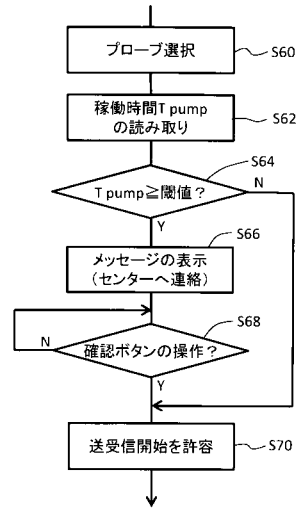 プローブ選択
S60
稼働時間T pump
の読み取り
S62
S64
T pump≧閾値？
N
Y
S66
メッセージの表示
（センターへ連絡）
S68
N
確認ボタンの操作？
Y
送受信開始を許容
S70